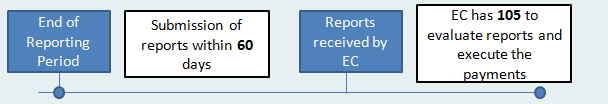 End of
Reporting
Period
Submission of
reports within 60
days
Reports
received by
EC
EC has 105 to
evaluate reports and
execute the
payments